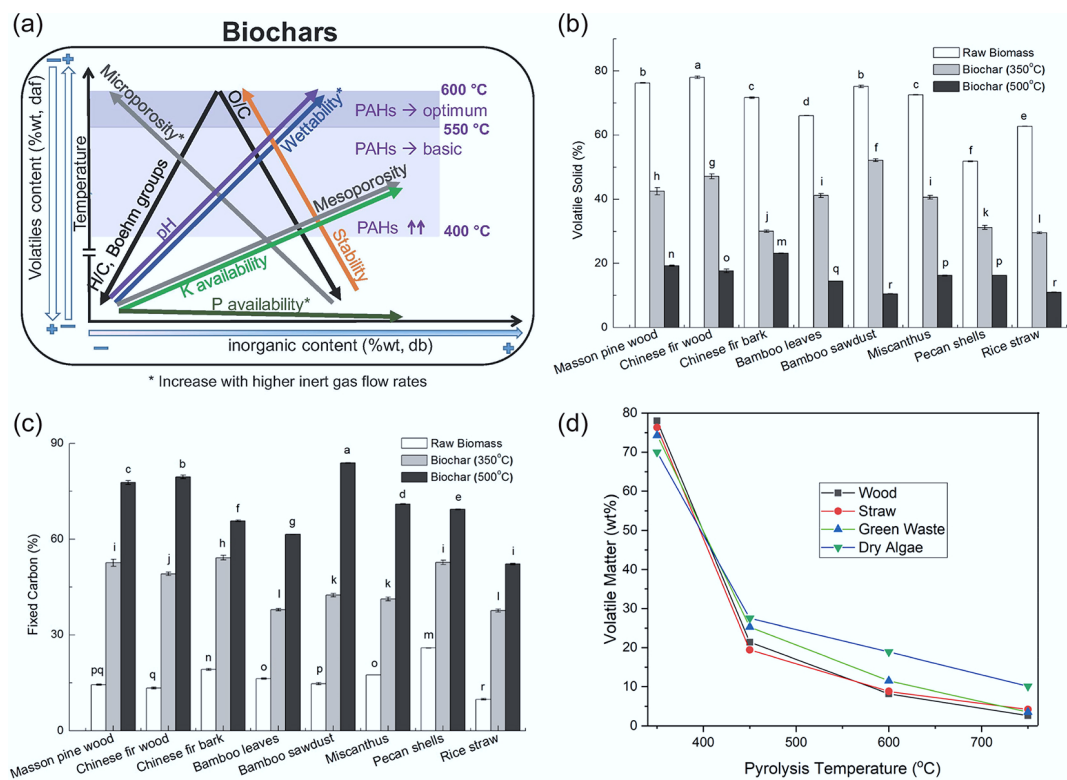 (a)
Biochars
Volatiles content (%wt, daf)
Temperature
Microporosity*
H/C, Boehm groups
pH
O/C
Wettability*
Stability
Mesoporosity
K availability
P availability*
600 °C
PAHs → optimum
550 °C
PAHs → basic
PAHs ↑↑ 400 °C
− inorganic content (%wt, db) +
* Increase with higher inert gas flow rates
(b)
Raw Biomass
Biochar (350°C)
Biochar (500°C)
Volatile Solid (%)
80
60
40
20
0
b a c d b c f e
h g j i f i k l
n o m q r p p r
Masson pine wood
Chinese fir wood
Chinese fir bark
Bamboo leaves
Bamboo sawdust
Miscanthus
Pecan shells
Rice straw
(c)
Raw Biomass
Biochar (350°C)
Biochar (500°C)
Fixed Carbon (%)
90
60
30
0
c b f g a d e i
i j h l k k i l
pq q n o p o m r
Masson pine wood
Chinese fir wood
Chinese fir bark
Bamboo leaves
Bamboo sawdust
Miscanthus
Pecan shells
Rice straw
(d)
Wood
Straw
Green Waste
Dry Algae
Volatile Matter (wt%)
80
70
60
50
40
30
20
10
0
400 500 600 700
Pyrolysis Temperature (°C)